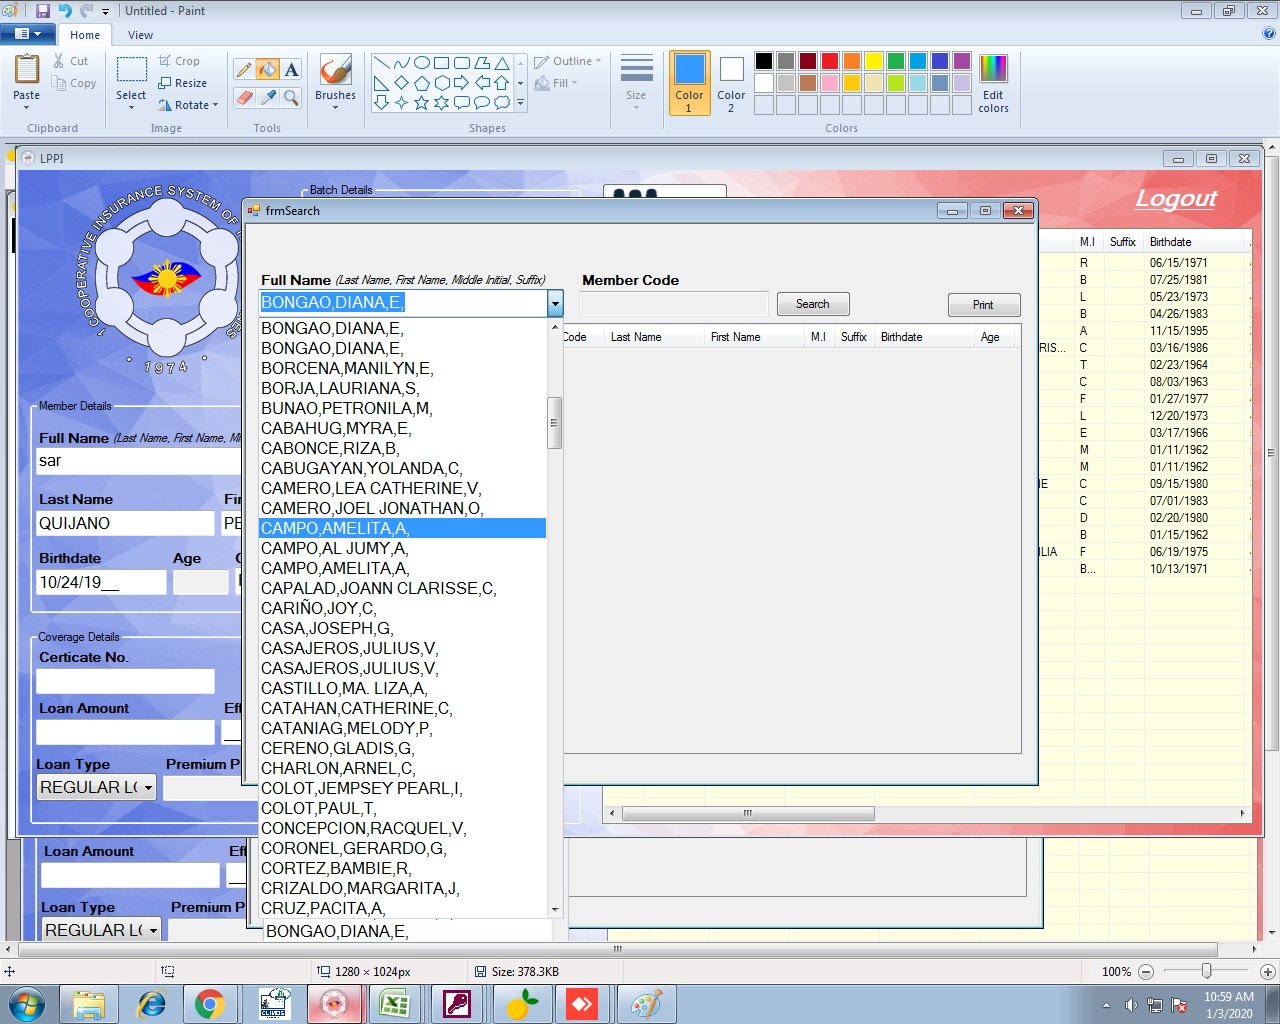 Untitled - Paint
Home View
Paste Cut Copy
Clipboard
Select Crop Resize Rotate
Image
A
Tools
Brushes
Outline Fill
Shapes
Size
Color 1 Color 2
Edit colors
Colors
LPPI
1 COOPERATIVE INSURANCE SYSTEM OF
1974
Logout
Batch Details
frmSearch
Full Name (Last Name, First Name, Middle Initial, Suffix)
Member Code
BONGAO,DIANA,E,
Search
Print
Code Last Name First Name M.I Suffix Birthdate Age
BONGAO,DIANA,E,
BONGAO,DIANA,E,
BORCENA,MANILYN,E,
BORJA,LAURIANA,S,
BUNAO,PETRONILA,M,
CABAHUG,MYRA,E,
CABONCE,RIZA,B,
CABUGAYAN,YOLANDA,C,
CAMERO,LEA CATHERINE,V,
CAMERO,JOEL JONATHAN,O,
CAMPO,AMELITA,A,
CAMPO,AL JUMY,A,
CAMPO,AMELITA,A,
CAPALAD,JOANN CLARISSE,C,
CARIÑO,JOY,C,
CASA,JOSEPH,G,
CASAJEROS,JULIUS,V,
CASAJEROS,JULIUS,V,
CASTILLO,MA. LIZA,A,
CATAHAN,CATHERINE,C,
CATANIAG,MELODY,P,
CERENO,GLADIS,G,
CHARLON,ARNEL,C,
COLOT,JEMPSEY PEARL,I,
COLOT,PAUL,T,
CONCEPCION,RACQUEL,V,
CORONEL,GERARDO,G,
CORTEZ,BAMBIE,R,
CRIZALDO,MARGARITA,J,
CRUZ,PACITA,A,
BONGAO,DIANA,E,
Member Details
Full Name (Last Name, First Name, Mi
sar
Last Name Fir
QUIJANO PE
Birthdate Age
10/24/19__
Coverage Details
Certicate No.
Loan Amount Eff
Loan Type Premium P
REGULAR L
Loan Amount Eff
Loan Type Premium P
REGULAR L
M.I Suffix Birthdate
R 06/15/1971
B 07/25/1981
L 05/23/1973
B 04/26/1983
A 11/15/1995
RIS... C 03/16/1986
T 02/23/1964
C 08/03/1963
F 01/27/1977
L 12/20/1973
E 03/17/1966
M 01/11/1962
M 01/11/1962
NE C 09/15/1980
C 07/01/1983
D 02/20/1980
B 01/15/1962
ILIA F 06/19/1975
B... 10/13/1971
1280 × 1024px
Size: 378.3KB
100%
10:59 AM
1/3/2020